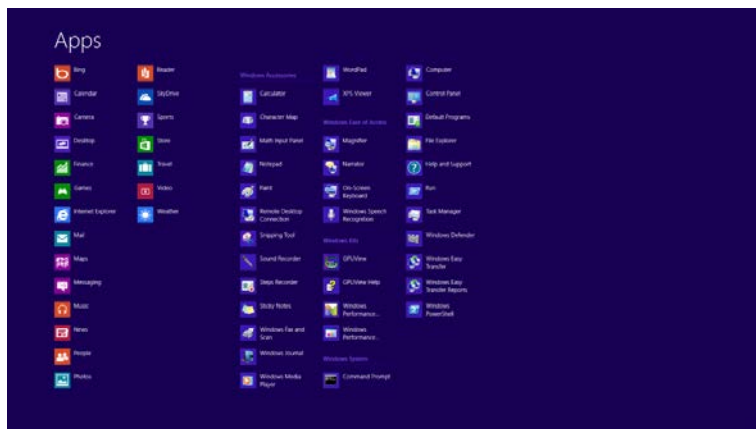 Apps
Bing
Calendar
Camera
Desktop
Finance
Games
Internet Explorer
Mail
Maps
Messaging
Music
News
People
Photos
Reader
SkyDrive
Sports
Store
Travel
Video
Weather
Windows Accessories
Calculator
Character Map
Math Input Panel
Notepad
Paint
Remote Desktop
Connection
Snipping Tool
Sound Recorder
Steps Recorder
Sticky Notes
Windows Fax and
Scan
Windows Journal
Windows Media
Player
WordPad
XPS Viewer
Windows Ease of Access
Magnifier
Narrator
On-Screen
Keyboard
Windows Speech
Recognition
Windows Kits
GPUView
GPUView Help
Windows
Performance...
Windows
Performance...
Windows System
Command Prompt
Computer
Control Panel
Default Programs
File Explorer
Help and Support
Run
Task Manager
Windows Defender
Windows Easy
Transfer
Windows Easy
Transfer Reports
Windows
PowerShell